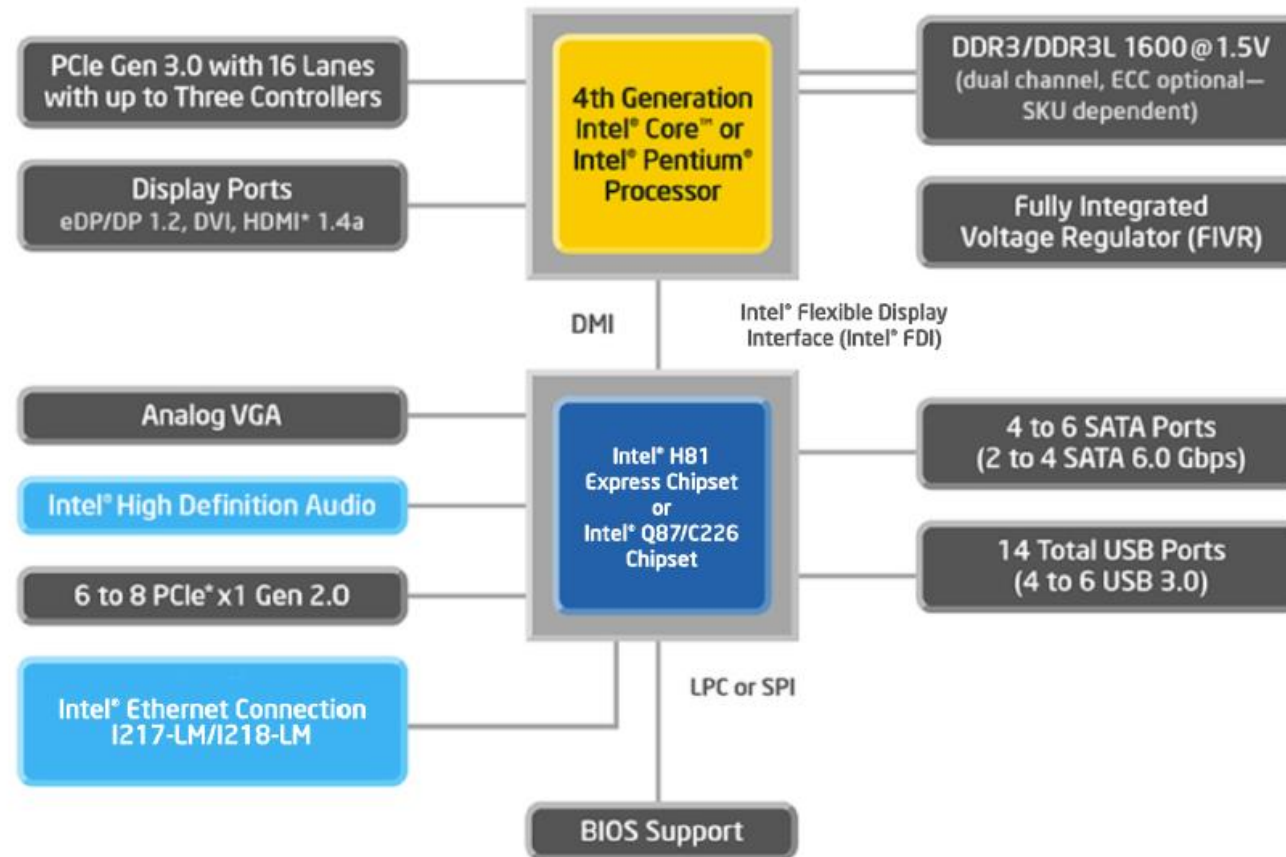 PCIe Gen 3.0 with 16 Lanes
with up to Three Controllers
4th Generation
Intel® Core™ or
Intel® Pentium®
Processor
DDR3/DDR3L 1600@1.5V
(dual channel, ECC optional—
SKU dependent)
Display Ports
eDP/DP 1.2, DVI, HDMI* 1.4a
Fully Integrated
Voltage Regulator (FIVR)
DMI
Intel® Flexible Display
Interface (Intel® FDI)
Analog VGA
Intel® High Definition Audio
6 to 8 PCIe* x1 Gen 2.0
Intel® Ethernet Connection
I217-LM/I218-LM
Intel® H81
Express Chipset
or
Intel® Q87/C226
Chipset
4 to 6 SATA Ports
(2 to 4 SATA 6.0 Gbps)
14 Total USB Ports
(4 to 6 USB 3.0)
LPC or SPI
BIOS Support